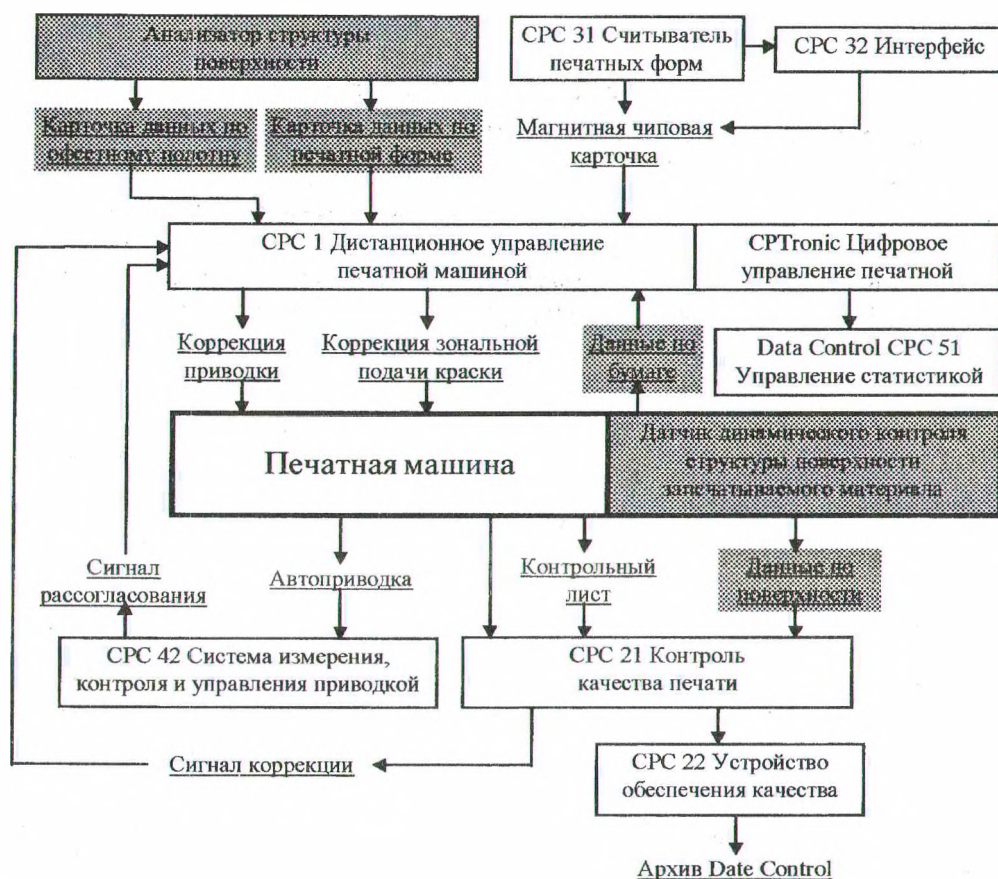 Анализатор структуры
поверхности
CPC 31 Считыватель
печатных форм
CPC 32 Интерфейс
Карточка данных по
офсетному полотну
Карточка данных по
печатной форме
Магнитная чиповая
карточка
CPC 1 Дистанционное управление
печатной машиной
CPTronic Цифровое
управление печатной
Коррекция
приводки
Коррекция зональной
подачи краски
Данные по
бумаге
Data Control CPC 51
Управление статистикой
Печатная машина
Датчик динамического контроля
структуры поверхности
запечатываемого материала
Сигнал
рассогласования
Автоприводка
Контрольный
лист
Данные по
поверхности
CPC 42 Система измерения,
контроля и управления приводкой
CPC 21 Контроль
качества печати
Сигнал коррекции
CPC 22 Устройство
обеспечения качества
Архив Date Control